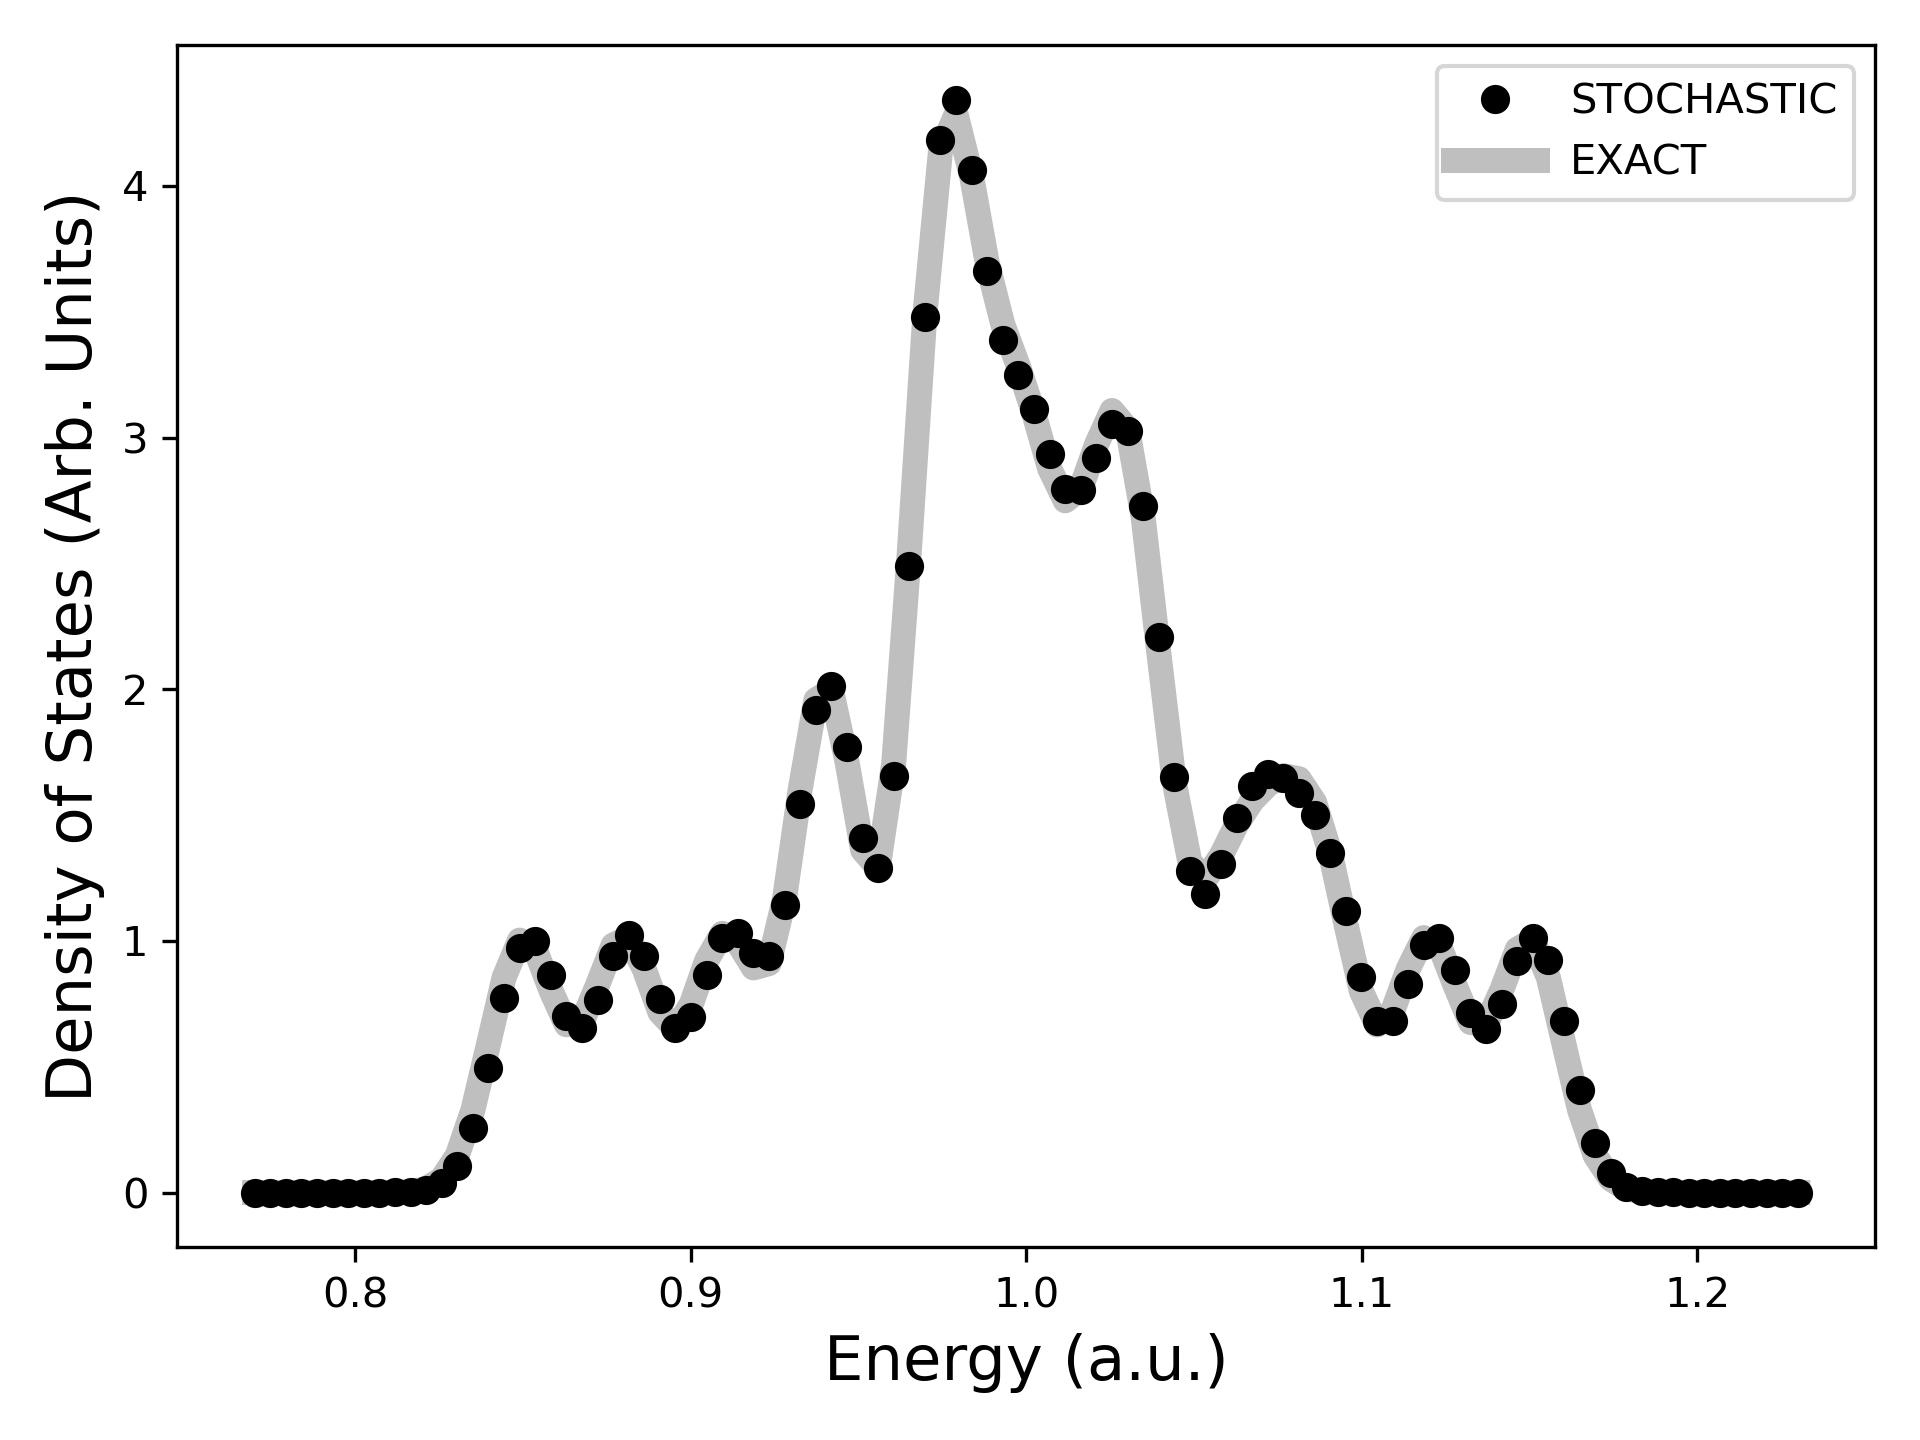 STOCHASTIC
EXACT
Density of States (Arb. Units)
4
3
2
1
0
0.8 0.9 1.0 1.1 1.2
Energy (a.u.)